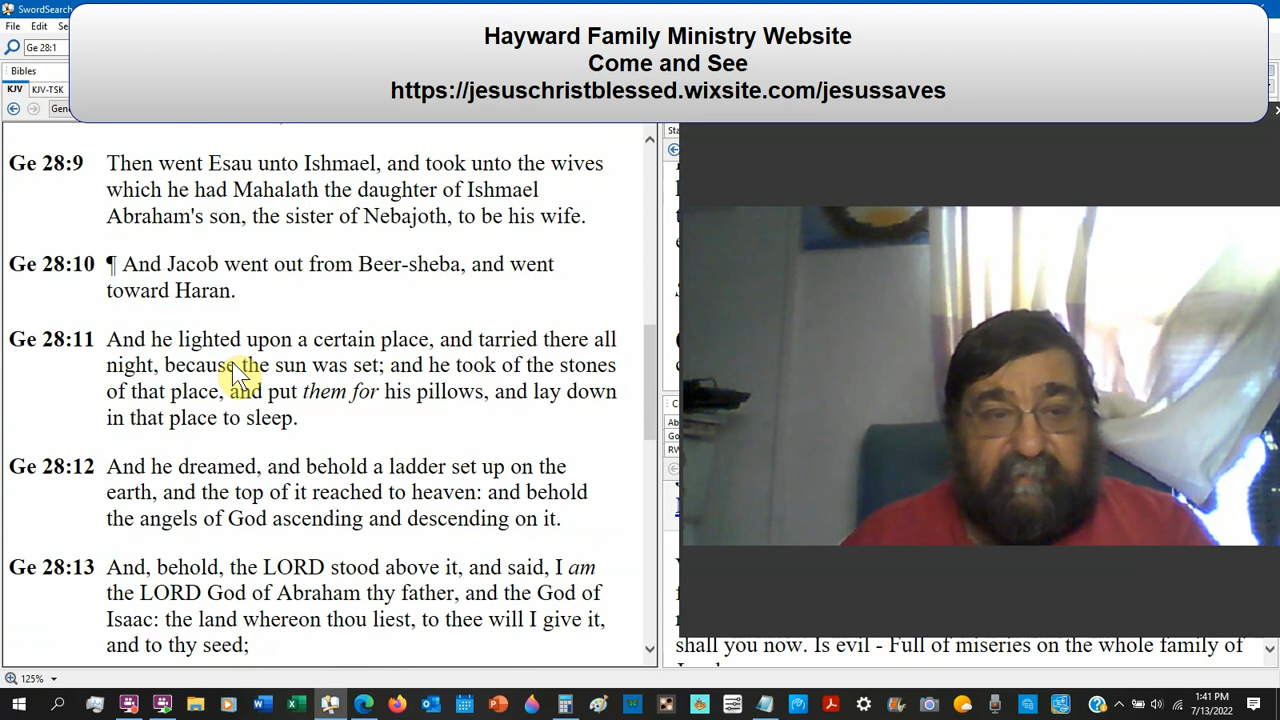 SwordSearch
Hayward Family Ministry Website
Come and See
https://jesuschristblessed.wixsite.com/jesussaves
File Edit Se
Ge 28:1
Bibles
KJV KJV-TSK
Gene
Ge 28:9 Then went Esau unto Ishmael, and took unto the wives
which he had Mahalath the daughter of Ishmael
Abraham's son, the sister of Nebajoth, to be his wife.
Ge 28:10 ¶ And Jacob went out from Beer-sheba, and went
toward Haran.
Ge 28:11 And he lighted upon a certain place, and tarried there all
night, because the sun was set; and he took of the stones
of that place, and put them for his pillows, and lay down
in that place to sleep.
Ge 28:12 And he dreamed, and behold a ladder set up on the
earth, and the top of it reached to heaven: and behold
the angels of God ascending and descending on it.
Ge 28:13 And, behold, the LORD stood above it, and said, I am
the LORD God of Abraham thy father, and the God of
Isaac: the land whereon thou liest, to thee will I give it,
and to thy seed;
Sta
Ab
Go
RW
shall you now. Is evil - Full of miseries on the whole family of
125%
1:41 PM
7/13/2022